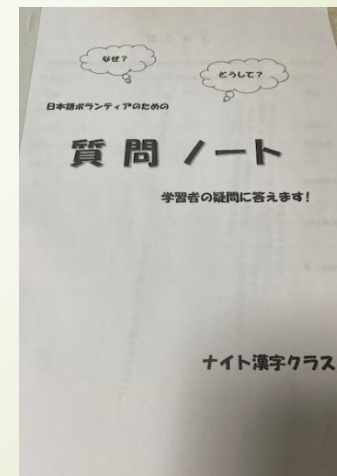 なぜ?
どうして?
日本語ボランティアのための
質問ノート
学習者の疑問に答えます!
ナイト漢字クラス